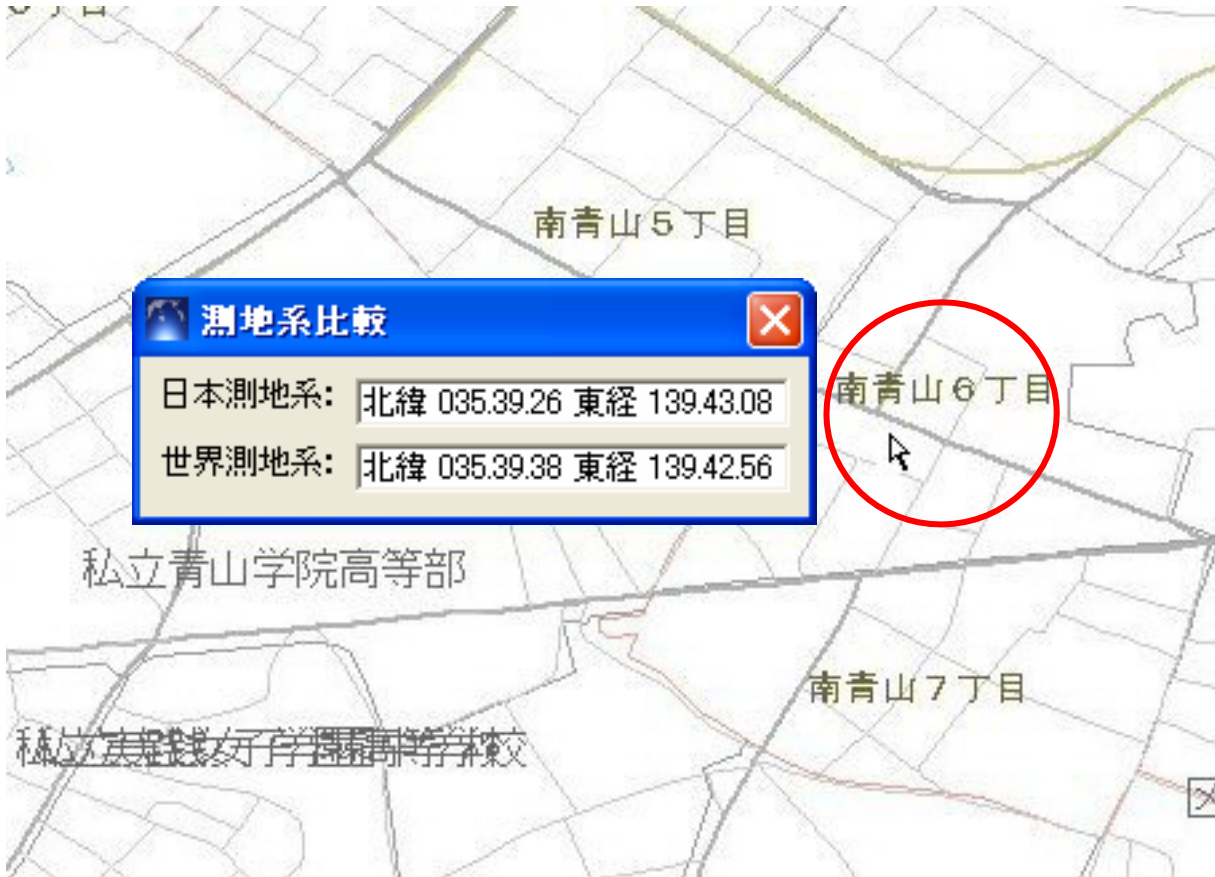 南青山5丁目
測地系比較
日本測地系: 北緯 035.39.26 東経 139.43.08
世界測地系: 北緯 035.39.38 東経 139.42.56
南青山6丁目
私立青山学院高等部
南青山7丁目